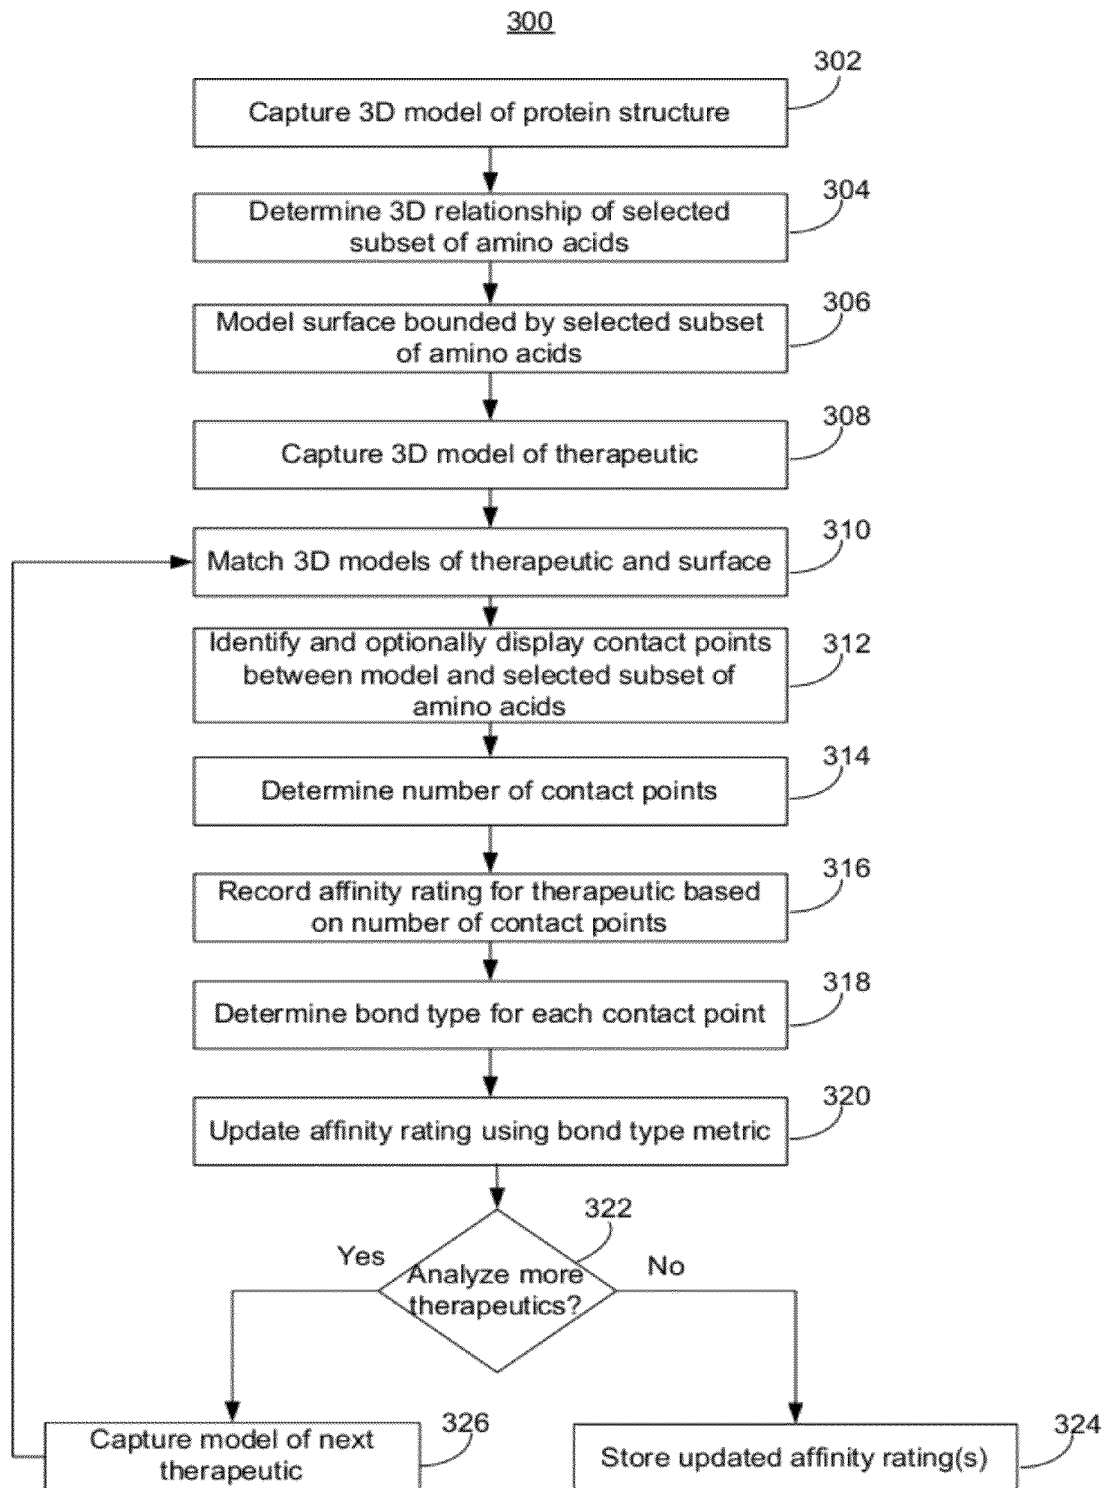 300
302
Capture 3D model of protein structure
304
Determine 3D relationship of selected
subset of amino acids
306
Model surface bounded by selected subset
of amino acids
308
Capture 3D model of therapeutic
310
Match 3D models of therapeutic and surface
312
Identify and optionally display contact points
between model and selected subset of
amino acids
314
Determine number of contact points
316
Record affinity rating for therapeutic based
on number of contact points
318
Determine bond type for each contact point
320
Update affinity rating using bond type metric
322
Yes
No
Analyze more
therapeutics?
326
Capture model of next
therapeutic
324
Store updated affinity rating(s)